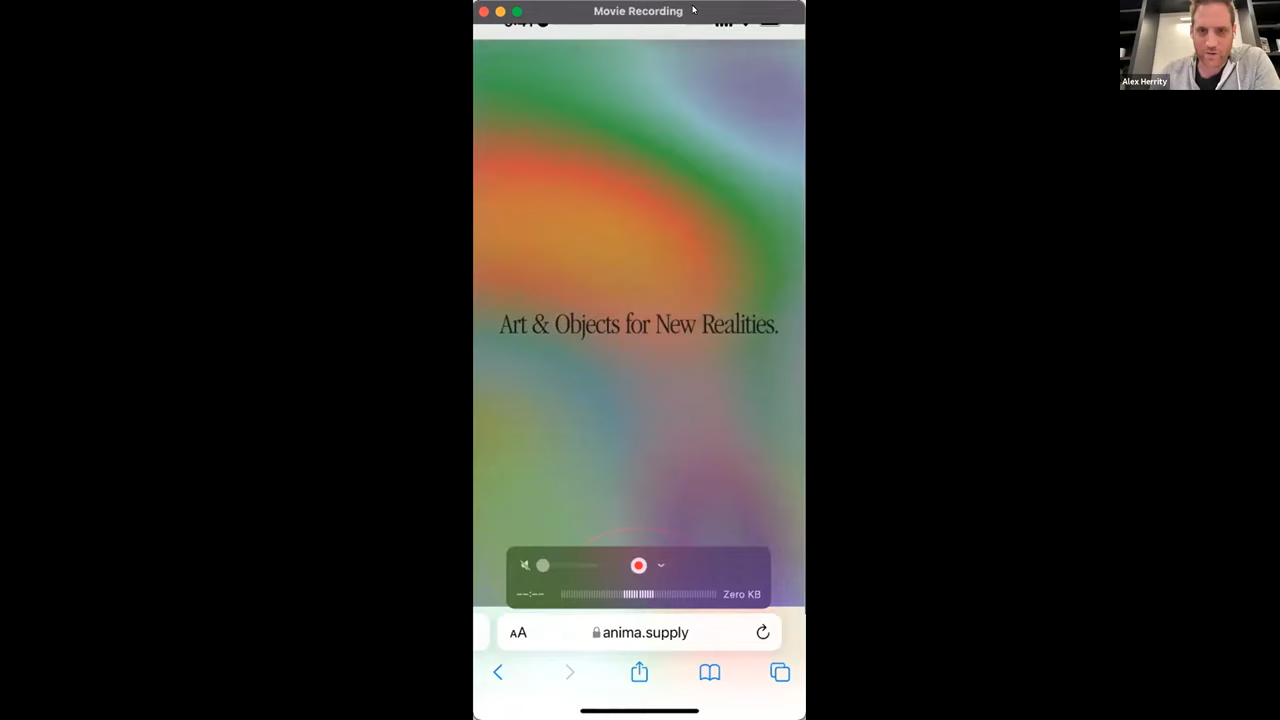 Movie Recording
Alex Herrity
Art & Objects for New Realities.
--:--
Zero KB
AA
anima.supply